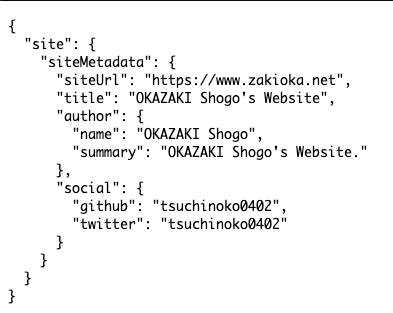 {
  "site": {
    "siteMetadata": {
      "siteUrl": "https://www.zakioka.net",
      "title": "OKAZAKI Shogo's Website",
      "author": {
        "name": "OKAZAKI Shogo",
        "summary": "OKAZAKI Shogo's Website."
      },
      "social": {
        "github": "tsuchinoko0402",
        "twitter": "tsuchinoko0402"
      }
    }
  }
}